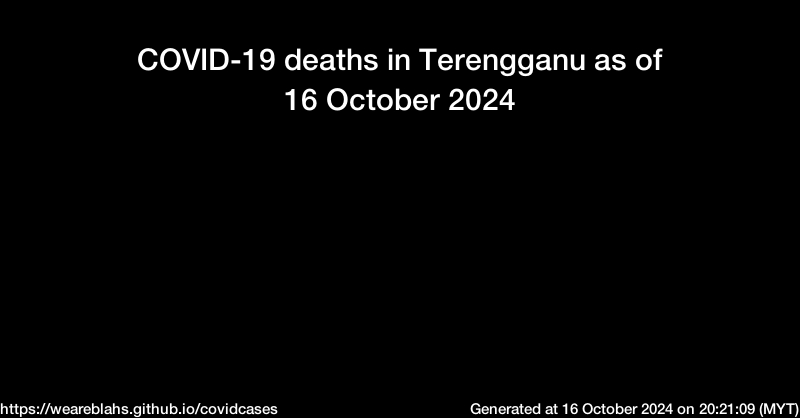 COVID-19 deaths in Terengganu as of
16 October 2024
https://weareblahs.github.io/covidcases
Generated at 16 October 2024 on 20:21:09 (MYT)